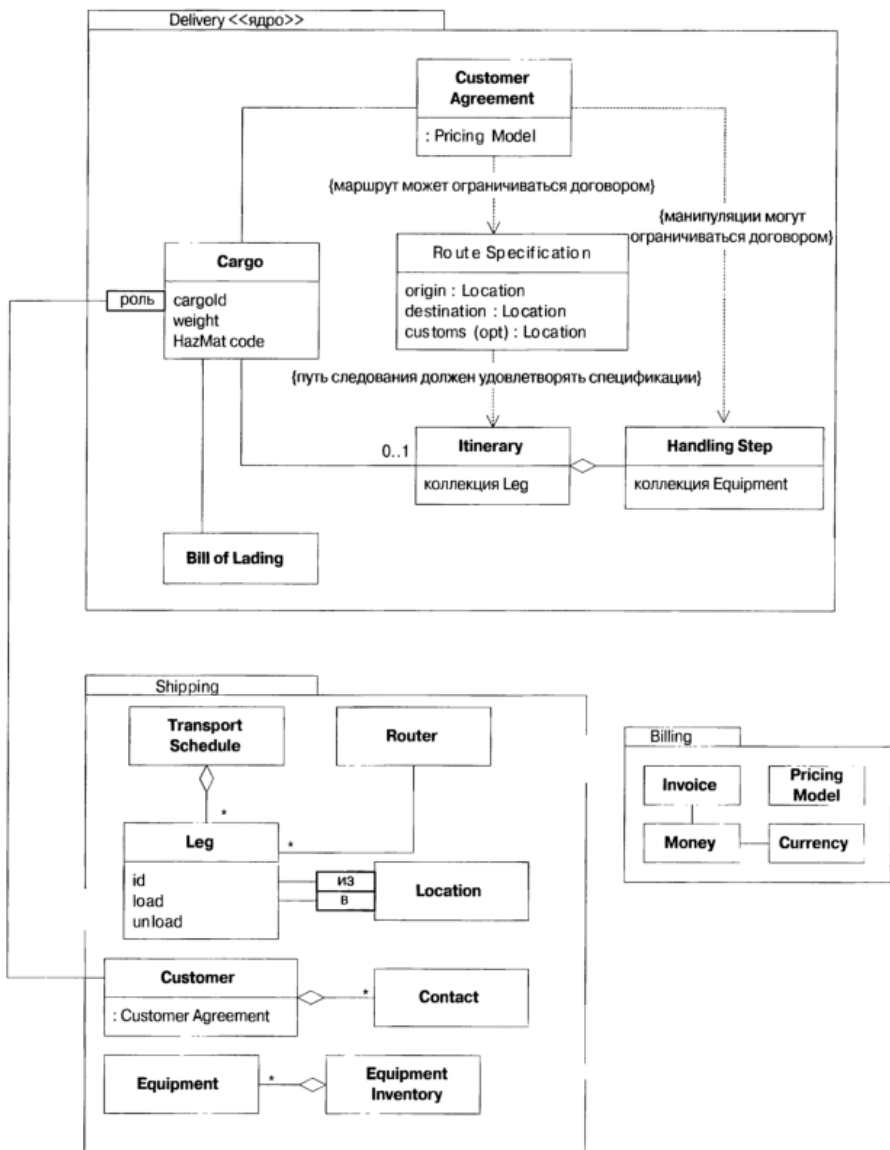 Delivery <<ядро>>
Customer
Agreement
: Pricing Model
{маршрут может ограничиваться договором}
{манипуляции могут
ограничиваться договором}
Cargo
роль
cargoId
weight
HazMat code
Route Specification
origin : Location
destination : Location
customs (opt) : Location
{путь следования должен удовлетворять спецификации}
0..1
Itinerary
коллекция Leg
Handling Step
коллекция Equipment
Bill of Lading
Shipping
Transport
Schedule
Router
*
Leg
*
id
load
unload
из
в
Location
Customer
: Customer Agreement
*
Contact
Equipment
*
Equipment
Inventory
Billing
Invoice
Pricing
Model
Money
Currency